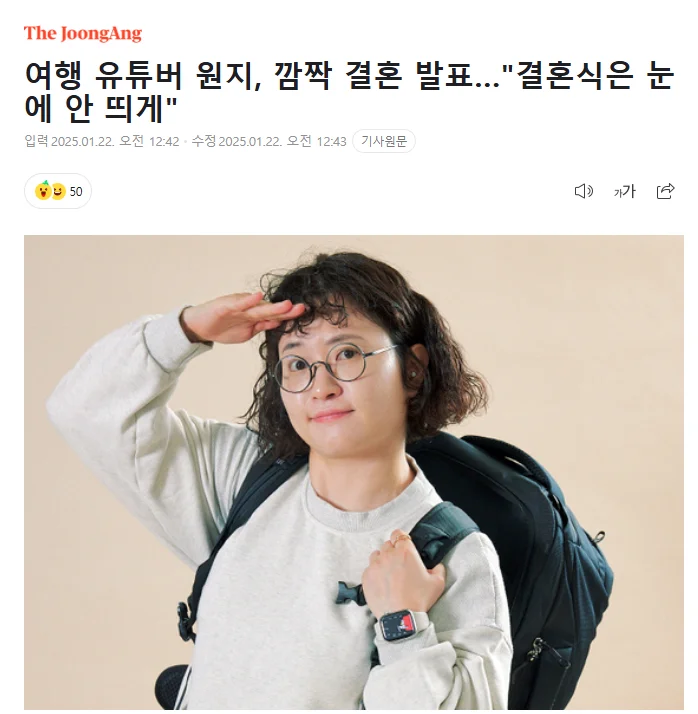 The JoongAng
여행 유튜버 원지, 깜짝 결혼 발표..."결혼식은 눈
에 안 띄게"
입력 2025.01.22. 오전 12:42 · 수정 2025.01.22. 오전 12:43 기사원문
50 가가